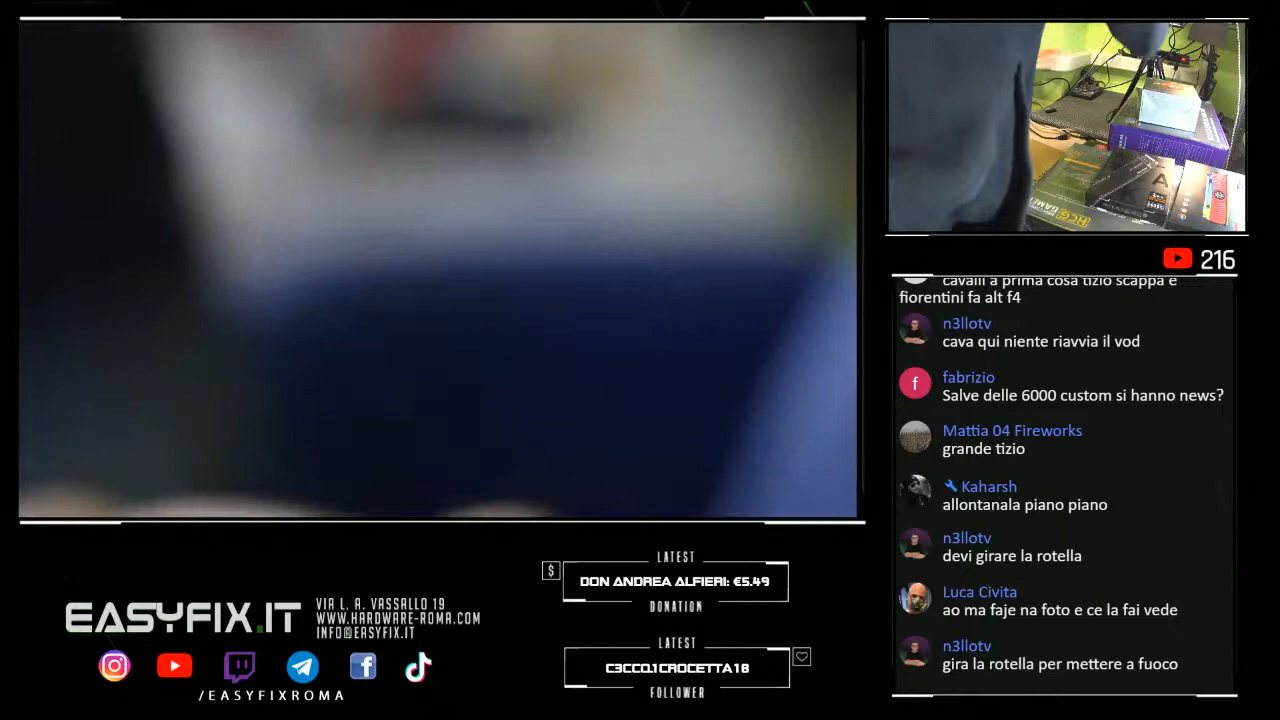 216
cavalli a prima cosa tizio scappa e
fiorentini fa alt f4
n3llotv
cava qui niente riavvia il vod
f
fabrizio
Salve delle 6000 custom si hanno news?
Mattia 04 Fireworks
grande tizio
Kaharsh
allontanala piano piano
n3llotv
devi girare la rotella
Luca Civita
ao ma faje na foto e ce la fai vede
n3llotv
gira la rotella per mettere a fuoco
LATEST
$
DON ANDREA ALFIERI: €5.49
DONATION
LATEST
C3CCO1CROCETTA18
FOLLOWER
EASYFIX.IT
VIA L. A. VASSALLO 19
WWW.HARDWARE-ROMA.COM
INFO@EASYFIX.IT
/EASYFIXROMA